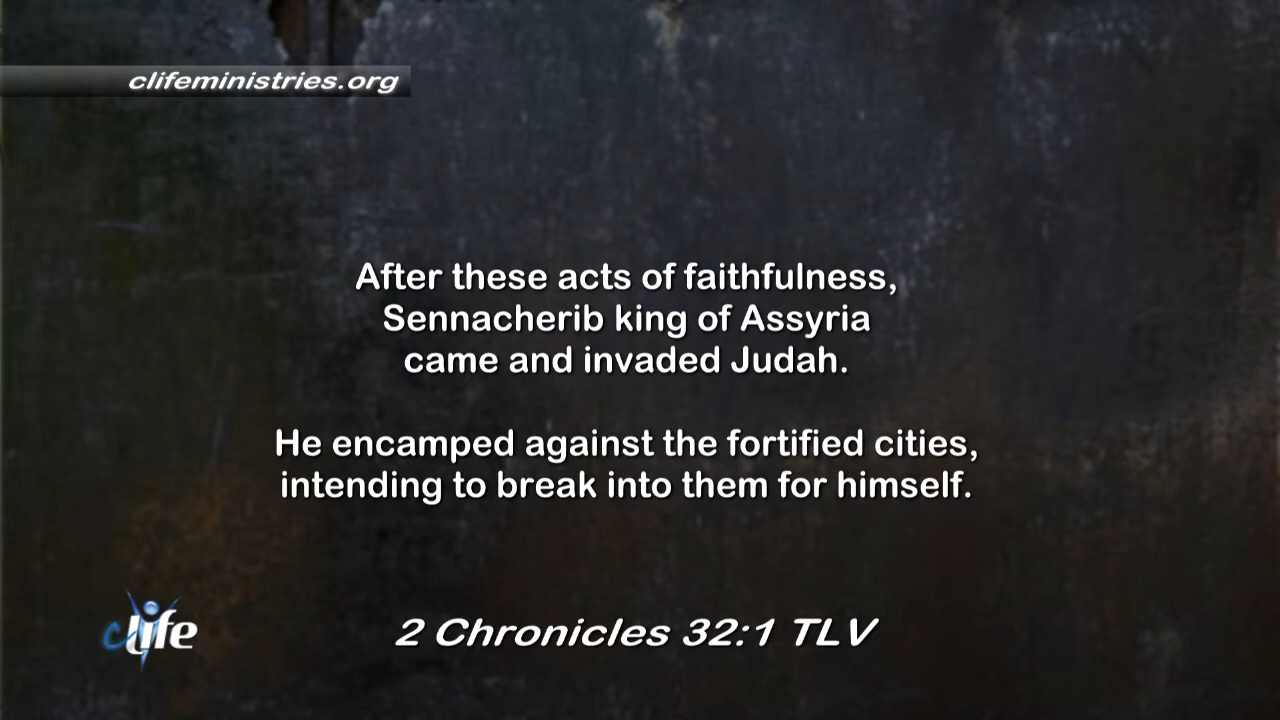 clifeministries.org
After these acts of faithfulness,
Sennacherib king of Assyria
came and invaded Judah.
He encamped against the fortified cities,
intending to break into them for himself.
cLife
2 Chronicles 32:1 TLV